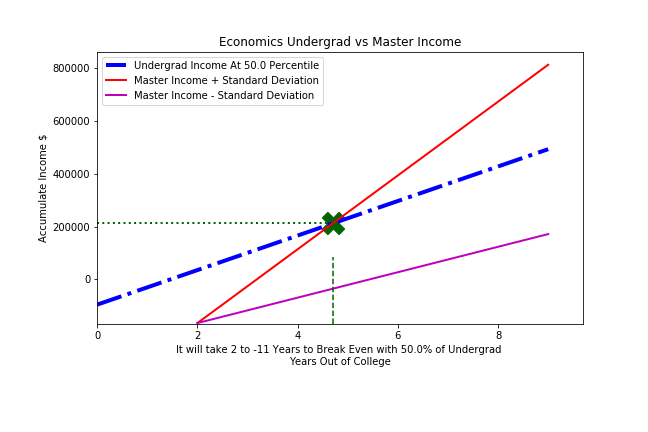 Economics Undergrad vs Master Income
Undergrad Income At 50.0 Percentile
Master Income + Standard Deviation
Master Income - Standard Deviation
Accumulate Income $
800000
600000
400000
200000
0
0 2 4 6 8
It will take 2 to -11 Years to Break Even with 50.0% of Undergrad
Years Out of College